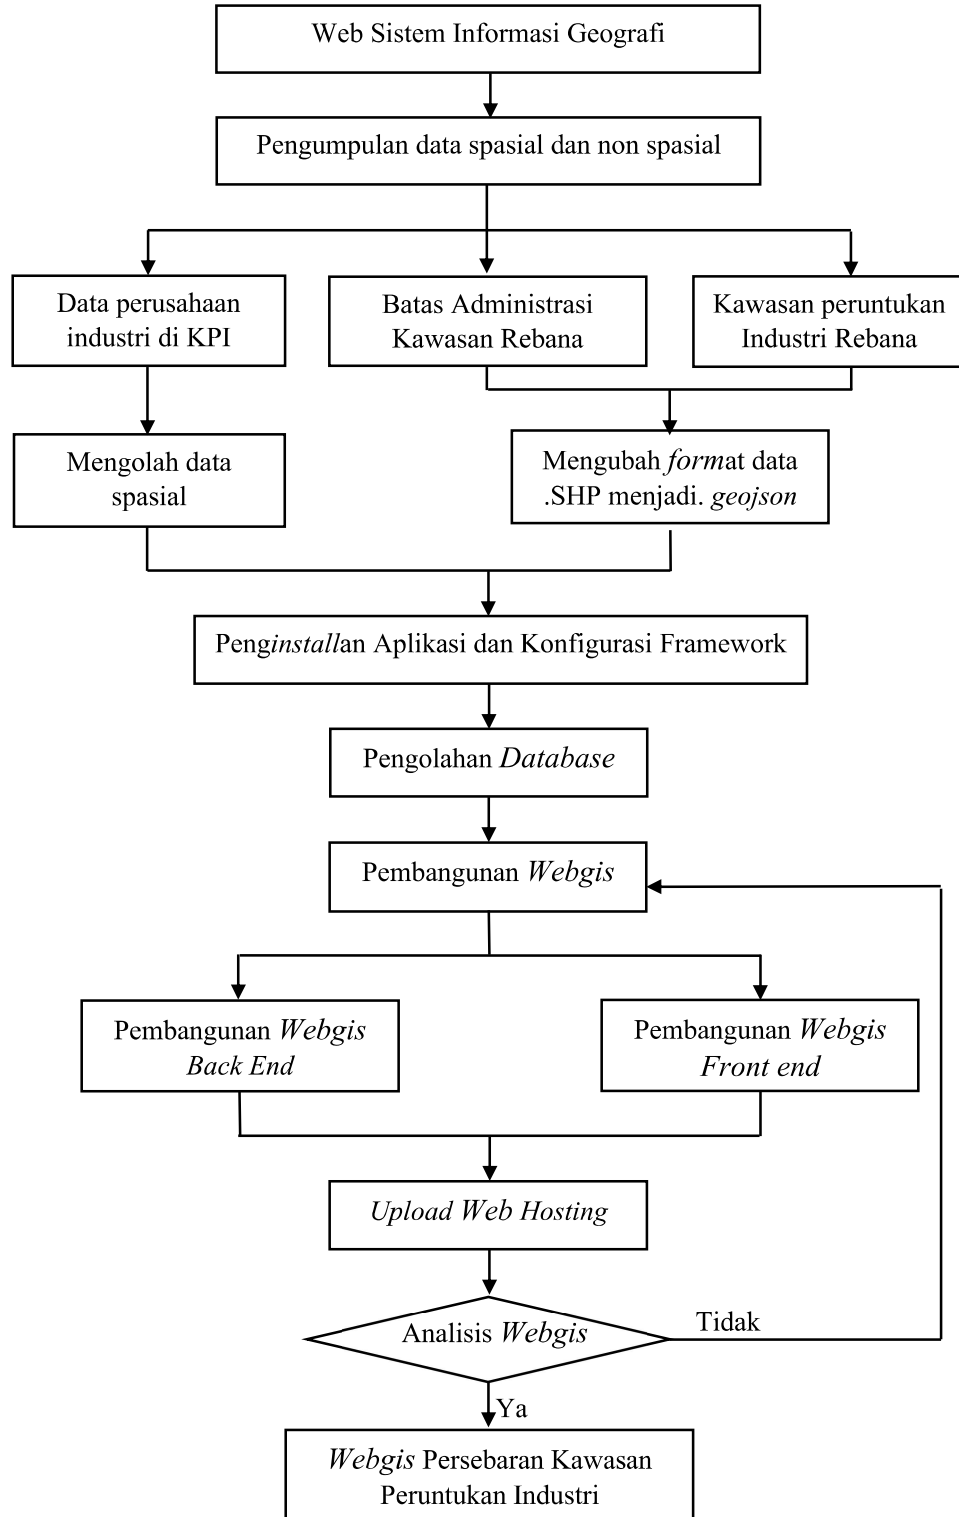 Web Sistem Informasi Geografi
Pengumpulan data spasial dan non spasial
Data perusahaan
industri di KPI
Batas Administrasi
Kawasan Rebana
Kawasan peruntukan
Industri Rebana
Mengolah data
spasial
Mengubah format data
.SHP menjadi. geojson
Penginstallan Aplikasi dan Konfigurasi Framework
Pengolahan Database
Pembangunan Webgis
Pembangunan Webgis
Back End
Pembangunan Webgis
Front end
Upload Web Hosting
Analisis Webgis
Tidak
Ya
Webgis Persebaran Kawasan
Peruntukan Industri